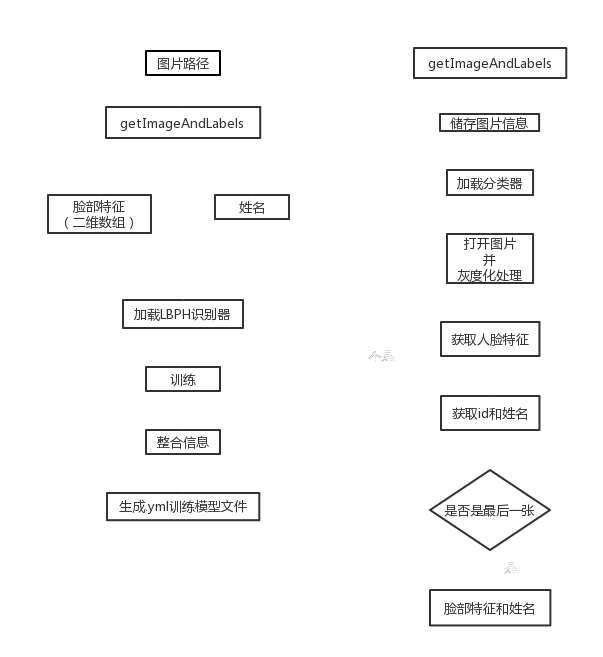 图片路径
getImageAndLabels
脸部特征
（二维数组）
姓名
加载LBPH识别器
训练
整合信息
生成.yml训练模型文件
getImageAndLabels
储存图片信息
加载分类器
打开图片
并
灰度化处理
获取人脸特征
获取id和姓名
是否是最后一张
脸部特征和姓名